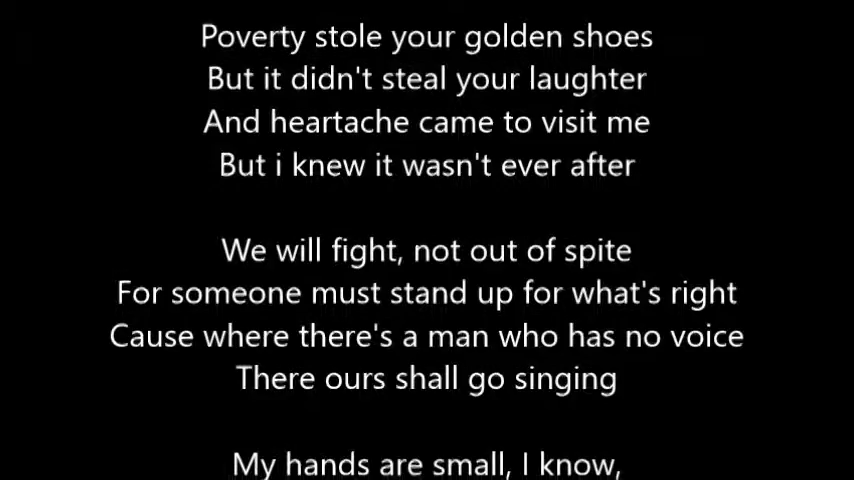 Poverty stole your golden shoes
But it didn't steal your laughter
And heartache came to visit me
But i knew it wasn't ever after
We will fight, not out of spite
For someone must stand up for what's right
Cause where there's a man who has no voice
There ours shall go singing
My hands are small, I know,